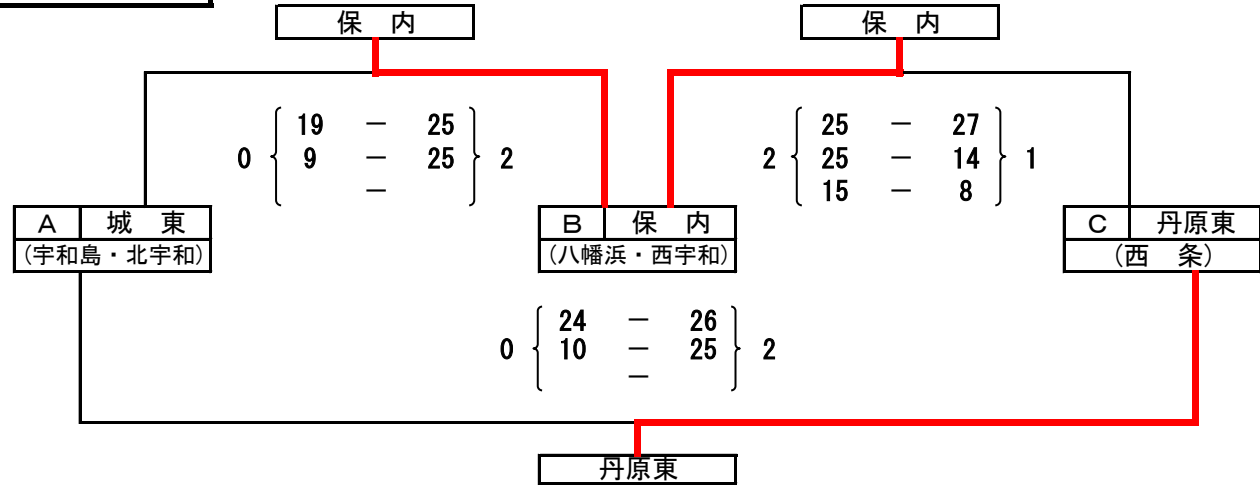 保 内 保 内
19 － 25 25 － 27
0 9 － 25 2 2 25 － 14 1
－ 15 － 8
A 城 東 B 保 内 C 丹原東
(宇和島・北宇和) (八幡浜・西宇和) (西 条)
24 － 26
0 10 － 25 2
－
丹原東